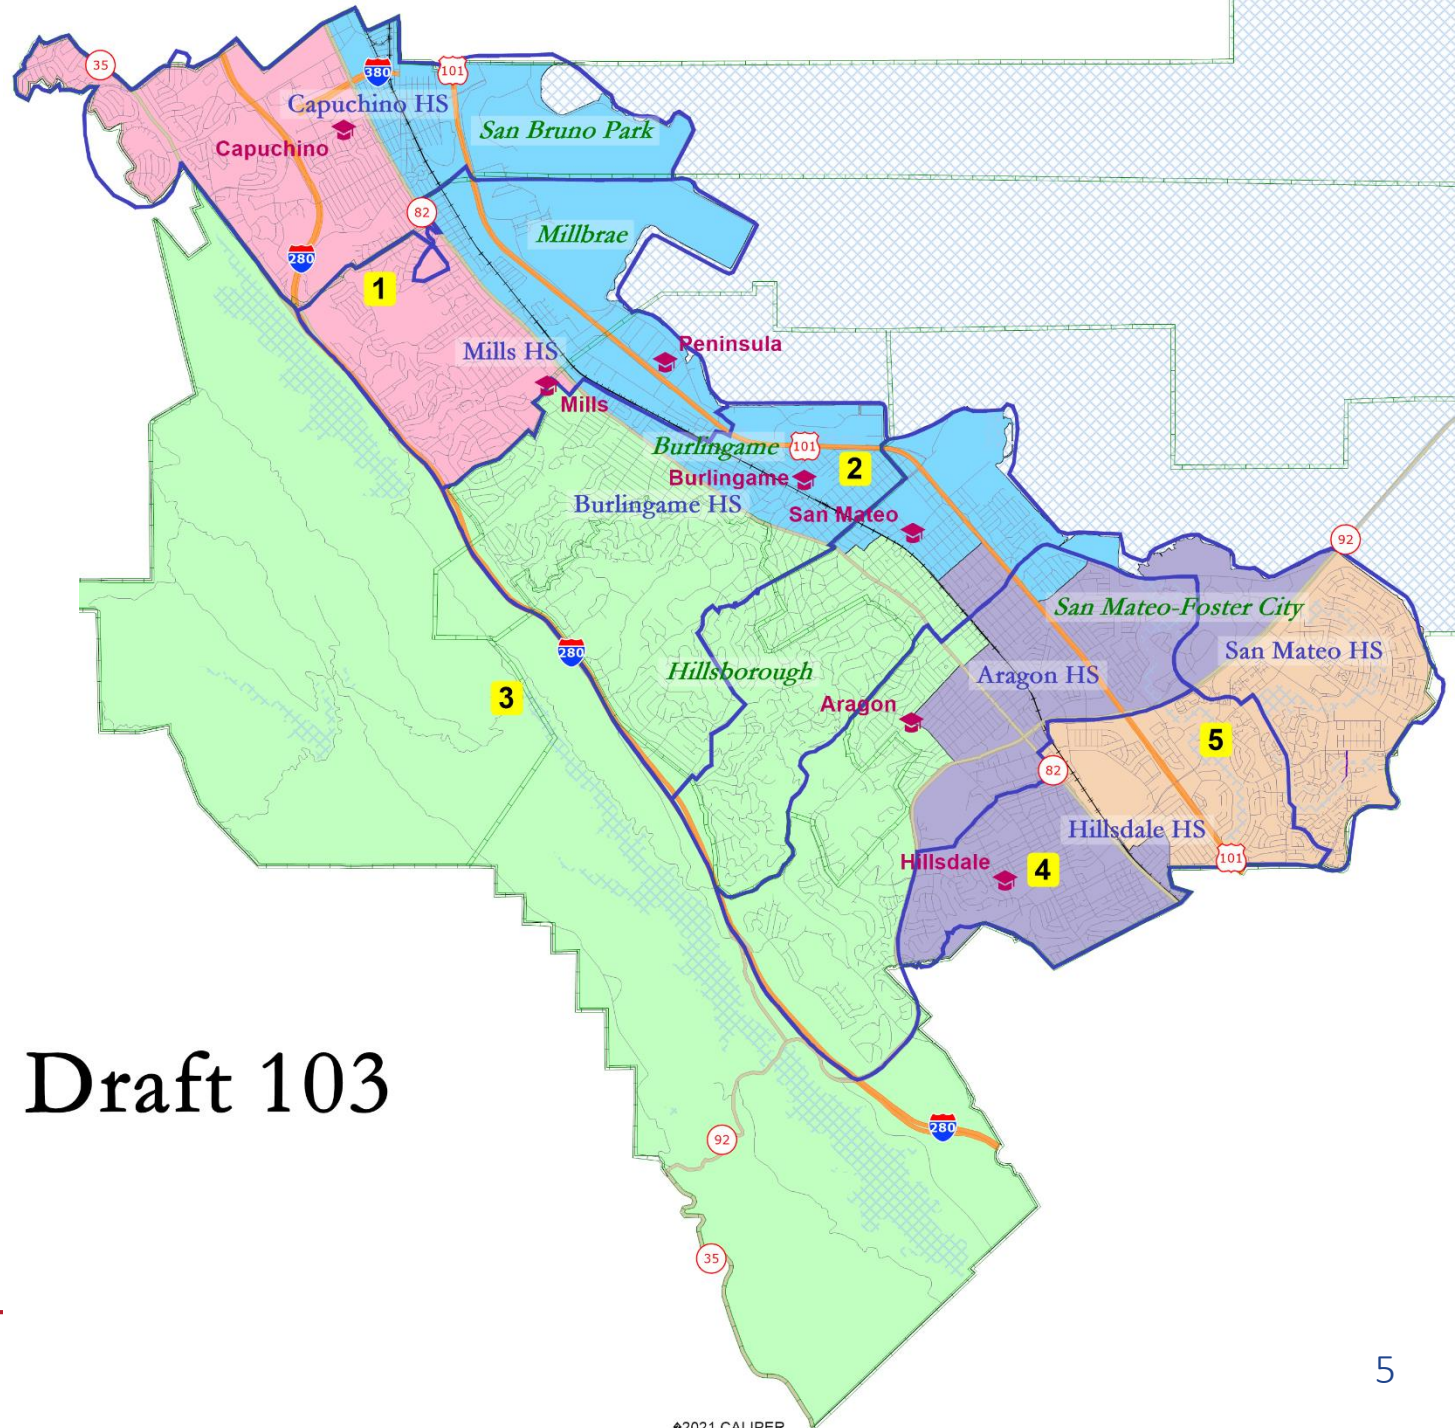 35
380
101
Capuchino HS
San Bruno Park
Capuchino
82
Millbrae
280
1
Peninsula
Mills HS
Mills
Burlingame
101
2
Burlingame
Burlingame HS
San Mateo
92
San Mateo-Foster City
280
San Mateo HS
Hillsborough
Aragon HS
3
Aragon
5
82
Hillsdale HS
Hillsdale
101
4
Draft 103
280
92
35
5
�2021 CALIPER